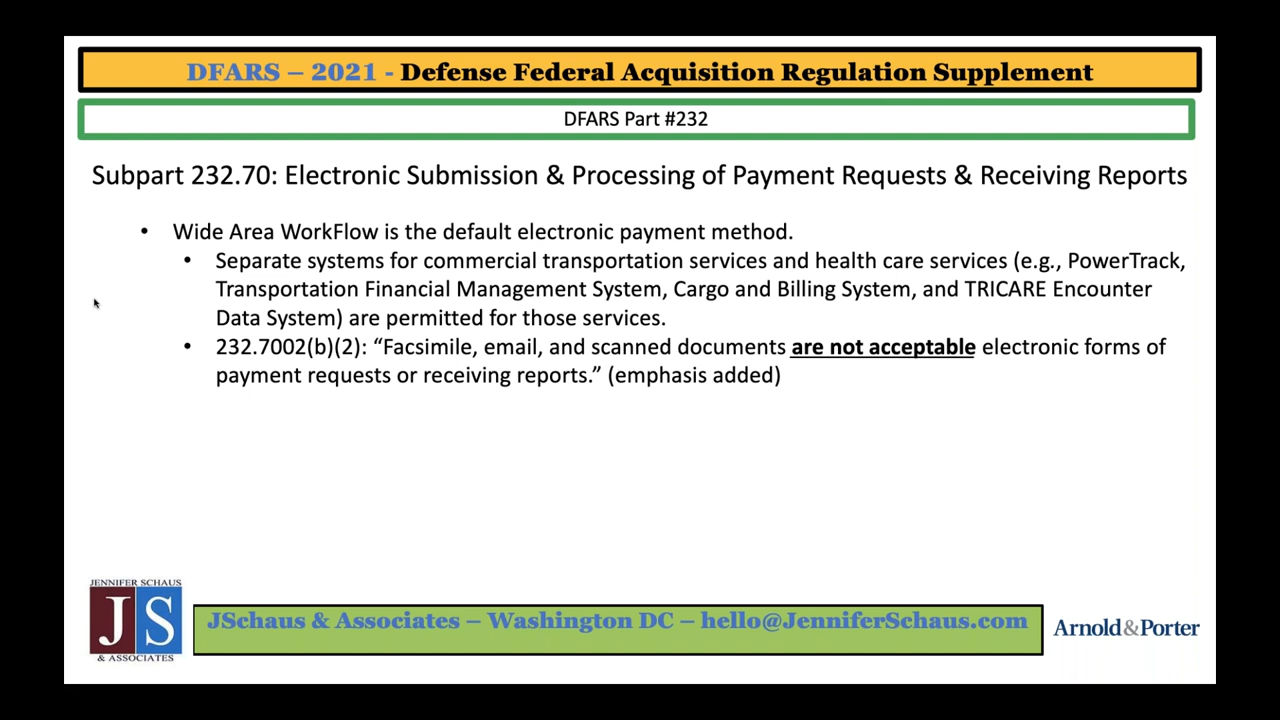 DFARS – 2021 - Defense Federal Acquisition Regulation Supplement
DFARS Part #232
Subpart 232.70: Electronic Submission & Processing of Payment Requests & Receiving Reports
• Wide Area WorkFlow is the default electronic payment method.
• Separate systems for commercial transportation services and health care services (e.g., PowerTrack,
Transportation Financial Management System, Cargo and Billing System, and TRICARE Encounter
Data System) are permitted for those services.
• 232.7002(b)(2): “Facsimile, email, and scanned documents are not acceptable electronic forms of
payment requests or receiving reports.” (emphasis added)
JENNIFER SCHAUS
JS
& ASSOCIATES
JSchaus & Associates – Washington DC – hello@JenniferSchaus.com
Arnold&Porter